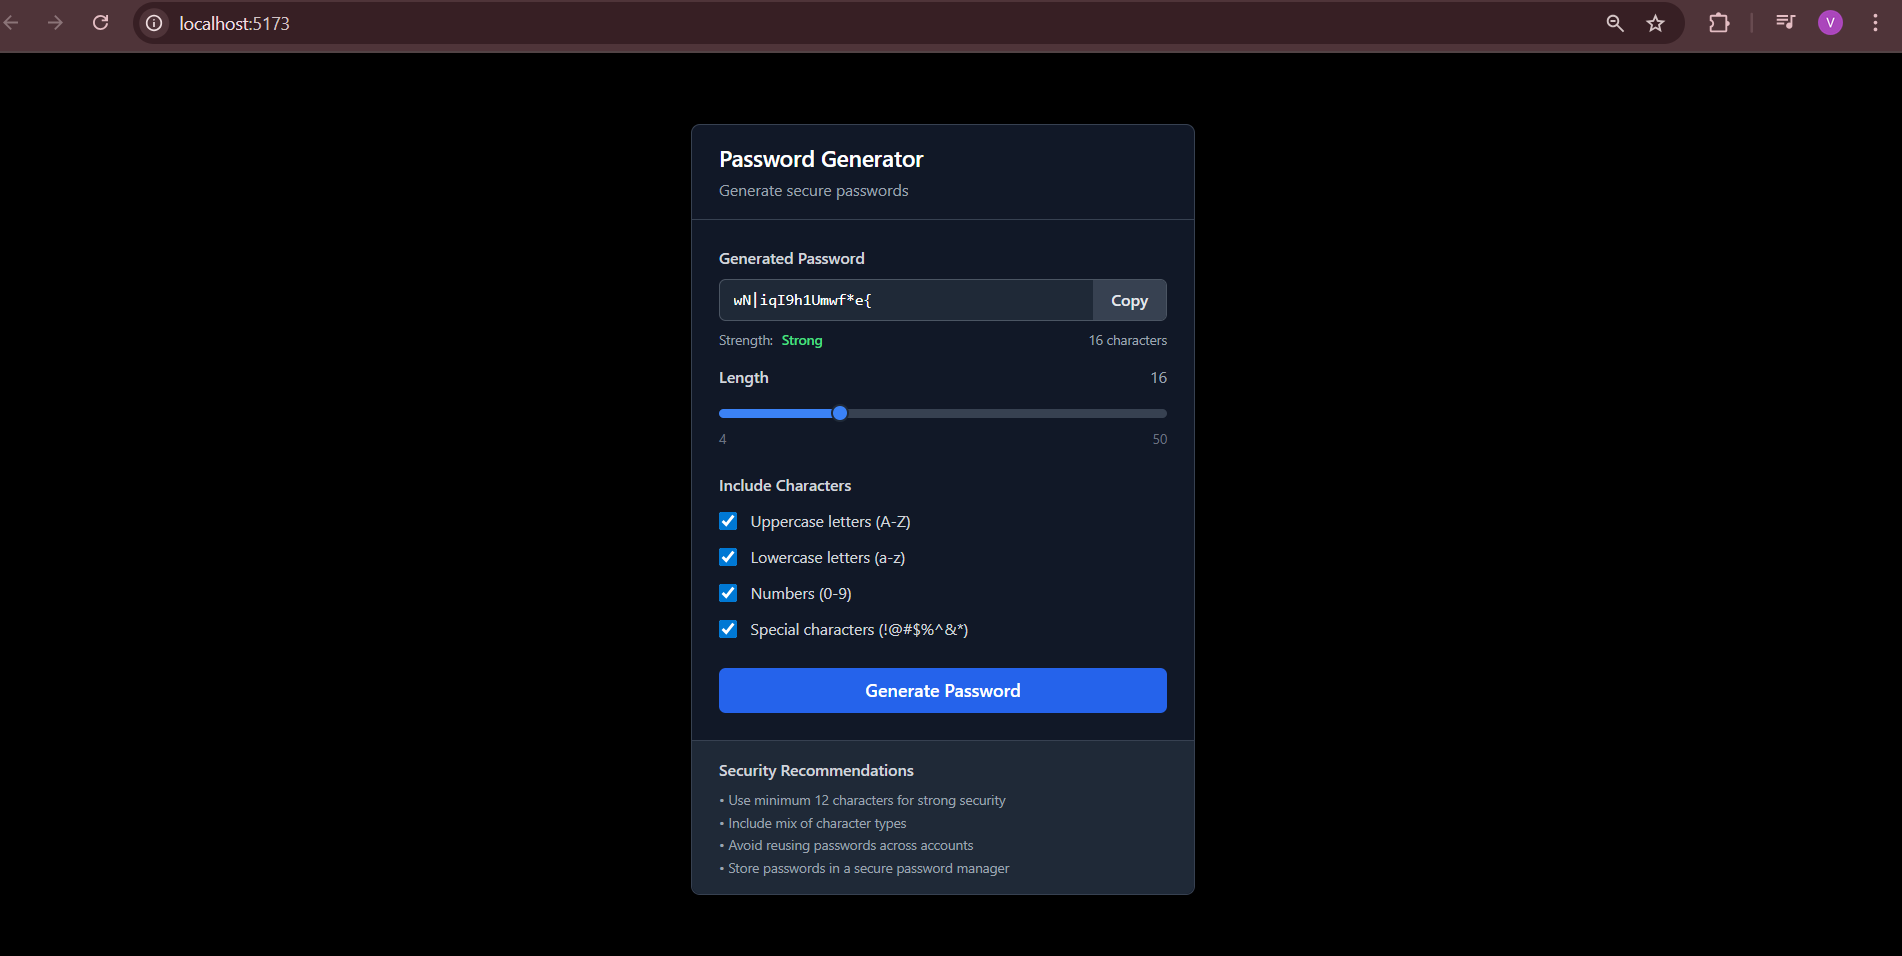 localhost:5173
V
Password Generator
Generate secure passwords
Generated Password
wN|iqI9h1Umwf*e{
Copy
Strength: Strong
16 characters
Length
16
4
50
Include Characters
Uppercase letters (A-Z)
Lowercase letters (a-z)
Numbers (0-9)
Special characters (!@#$%^&*)
Generate Password
Security Recommendations
• Use minimum 12 characters for strong security
• Include mix of character types
• Avoid reusing passwords across accounts
• Store passwords in a secure password manager